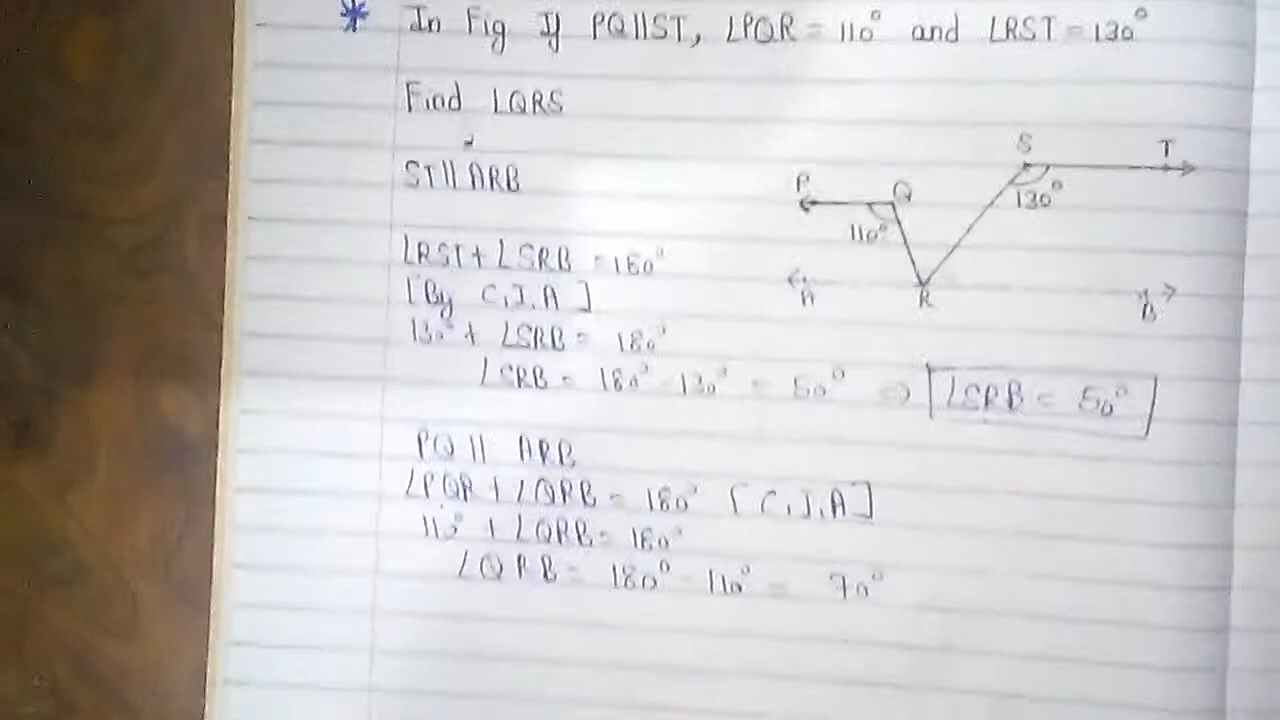 * In Fig If PQ||ST, ∠PQR = 110° and ∠RST = 130°
Find ∠QRS
ST || ARB
∠RST + ∠SRB = 180°
[By C.I.A]
130° + ∠SRB = 180°
∠SRB = 180° - 130° = 50° ⇒ ∠SRB = 50°
PQ || ARB
∠PQR + ∠QRB = 180° [C.I.A]
110° + ∠QRB = 180°
∠QRB = 180° - 110° = 70°
S
T
P
Q
130°
110°
A
R
B